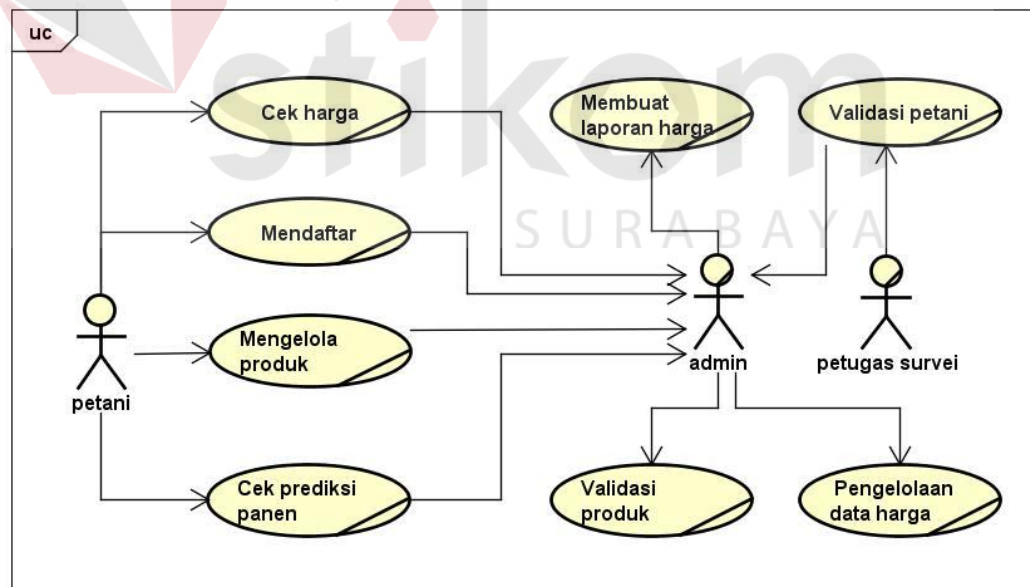 uc
stikom
SURABAYA
Cek harga
Mendaftar
Mengelola
produk
Cek prediksi
panen
petani
Membuat
laporan harga
Validasi petani
admin
petugas survei
Validasi
produk
Pengelolaan
data harga